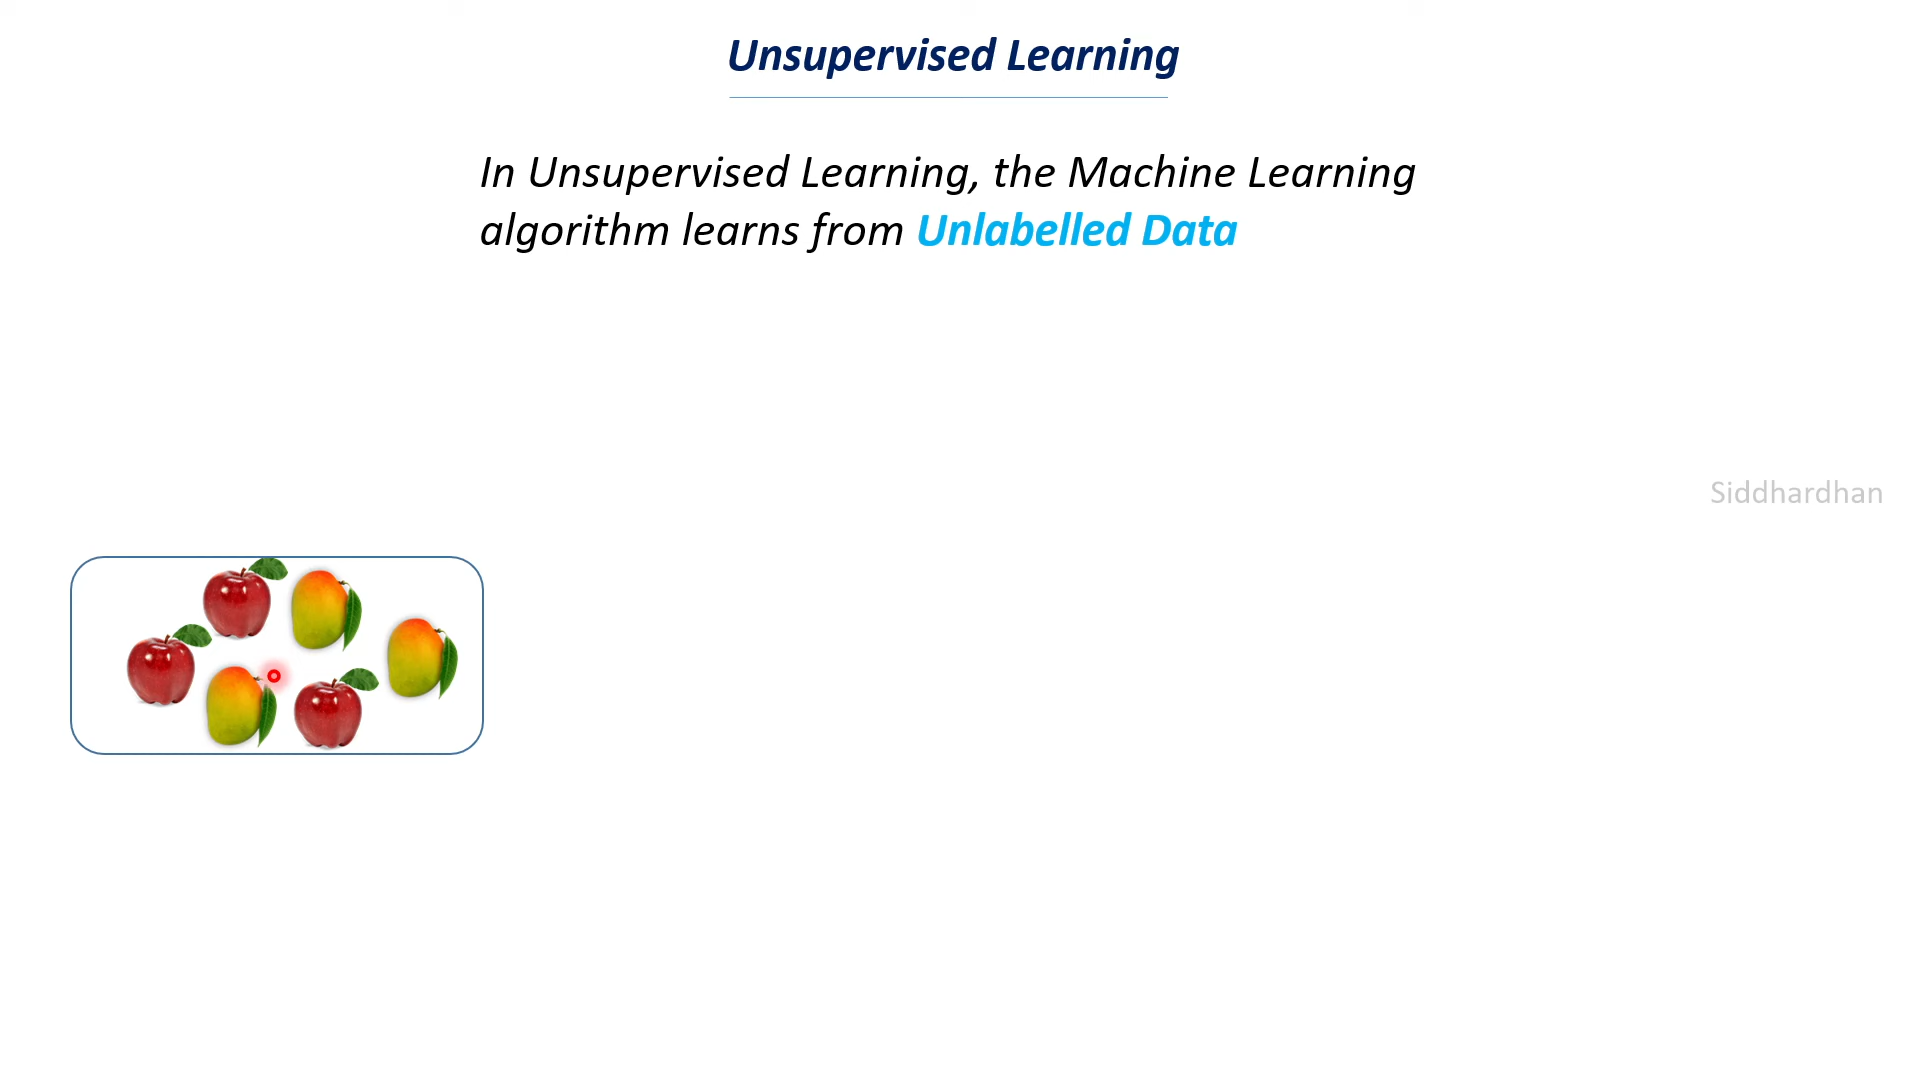 Unsupervised Learning
In Unsupervised Learning, the Machine Learning
algorithm learns from Unlabelled Data
Siddhardhan